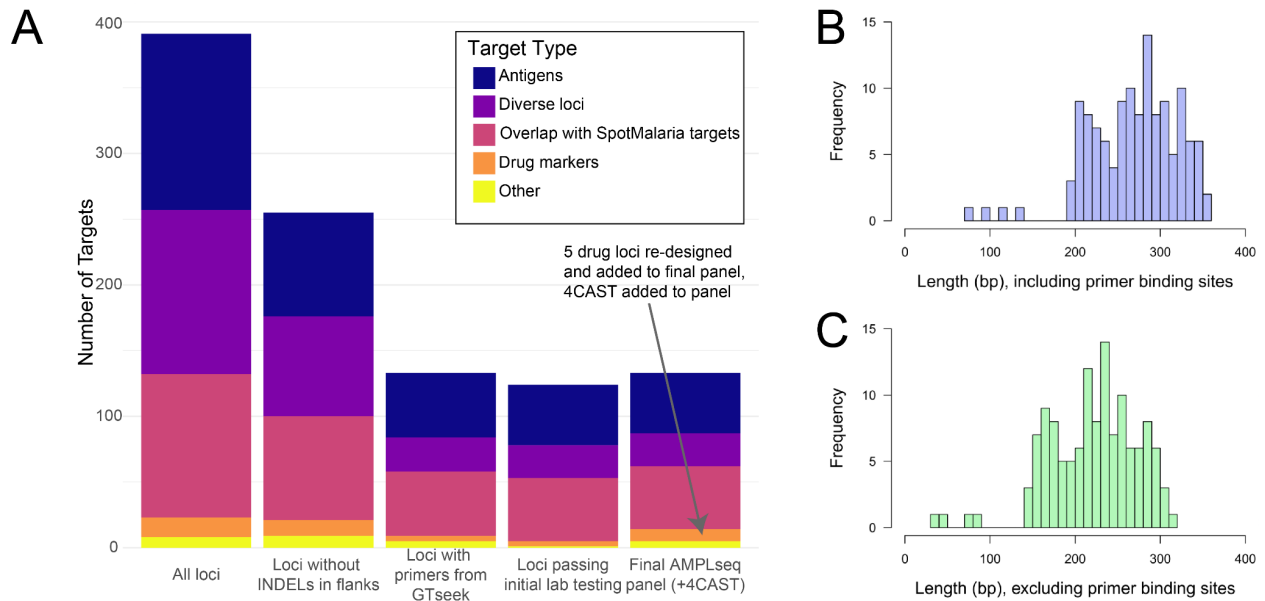 A
400
300
200
100
0
Number of Targets
Target Type
Antigens
Diverse loci
Overlap with SpotMalaria targets
Drug markers
Other
5 drug loci re-designed
and added to final panel,
4CAST added to panel
All loci
Loci without
INDELs in flanks
Loci with
primers from
GTseek
Loci passing
initial lab testing
Final AMPLseq
panel (+4CAST)
B
15
10
5
0
Frequency
0 100 200 300 400
Length (bp), including primer binding sites
C
15
10
5
0
Frequency
0 100 200 300 400
Length (bp), excluding primer binding sites